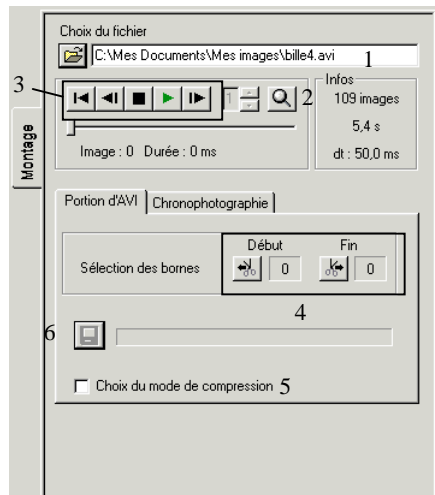 Choix du fichier
C:\Mes Documents\Mes images\bille4.avi 1
3
1
2
Infos
109 images
5,4 s
dt : 50,0 ms
Image : 0 Durée : 0 ms
Montage
Portion d'AVI Chronophotographie
Début Fin
Sélection des bornes 0 0
4
6
Choix du mode de compression 5